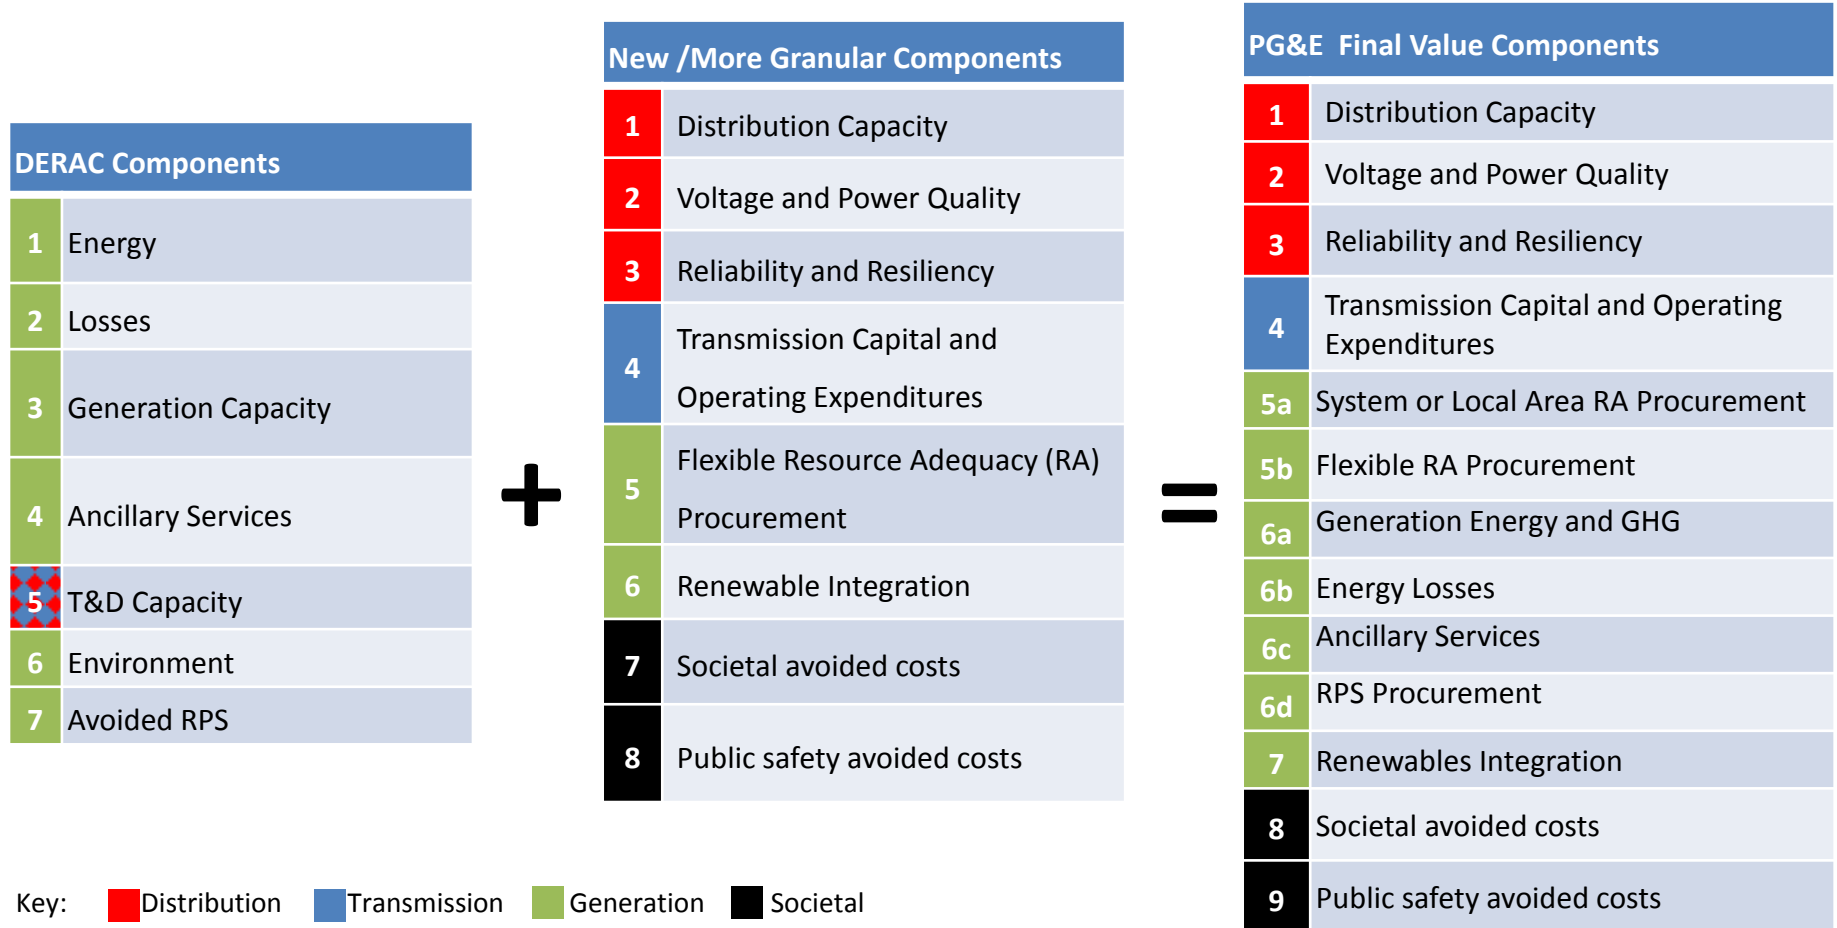 DERAC Components
1 Energy
2 Losses
3 Generation Capacity
4 Ancillary Services
5 T&D Capacity
6 Environment
7 Avoided RPS
+
New /More Granular Components
1 Distribution Capacity
2 Voltage and Power Quality
3 Reliability and Resiliency
4 Transmission Capital and
Operating Expenditures
5 Flexible Resource Adequacy (RA)
Procurement
6 Renewable Integration
7 Societal avoided costs
8 Public safety avoided costs
=
PG&E Final Value Components
1 Distribution Capacity
2 Voltage and Power Quality
3 Reliability and Resiliency
4 Transmission Capital and Operating
Expenditures
5a System or Local Area RA Procurement
5b Flexible RA Procurement
6a Generation Energy and GHG
6b Energy Losses
6c Ancillary Services
6d RPS Procurement
7 Renewables Integration
8 Societal avoided costs
9 Public safety avoided costs
Key: Distribution Transmission Generation Societal